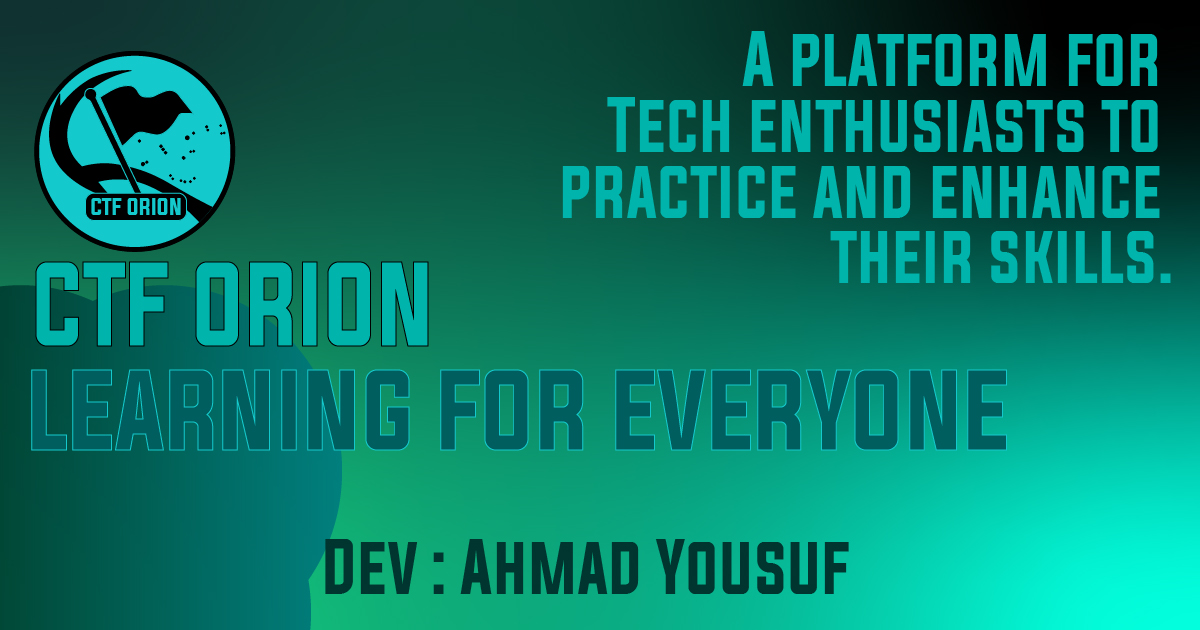 A PLATFORM FOR
TECH ENTHUSIASTS TO
PRACTICE AND ENHANCE
THEIR SKILLS.
CTF ORION
CTF ORION
LEARNING FOR EVERYONE
DEV : AHMAD YOUSUF